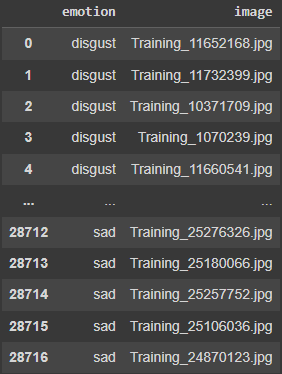 emotion image
0 disgust Training_11652168.jpg
1 disgust Training_11732399.jpg
2 disgust Training_10371709.jpg
3 disgust Training_1070239.jpg
4 disgust Training_11660541.jpg
... ... ...
28712 sad Training_25276326.jpg
28713 sad Training_25180066.jpg
28714 sad Training_25257752.jpg
28715 sad Training_25106036.jpg
28716 sad Training_24870123.jpg